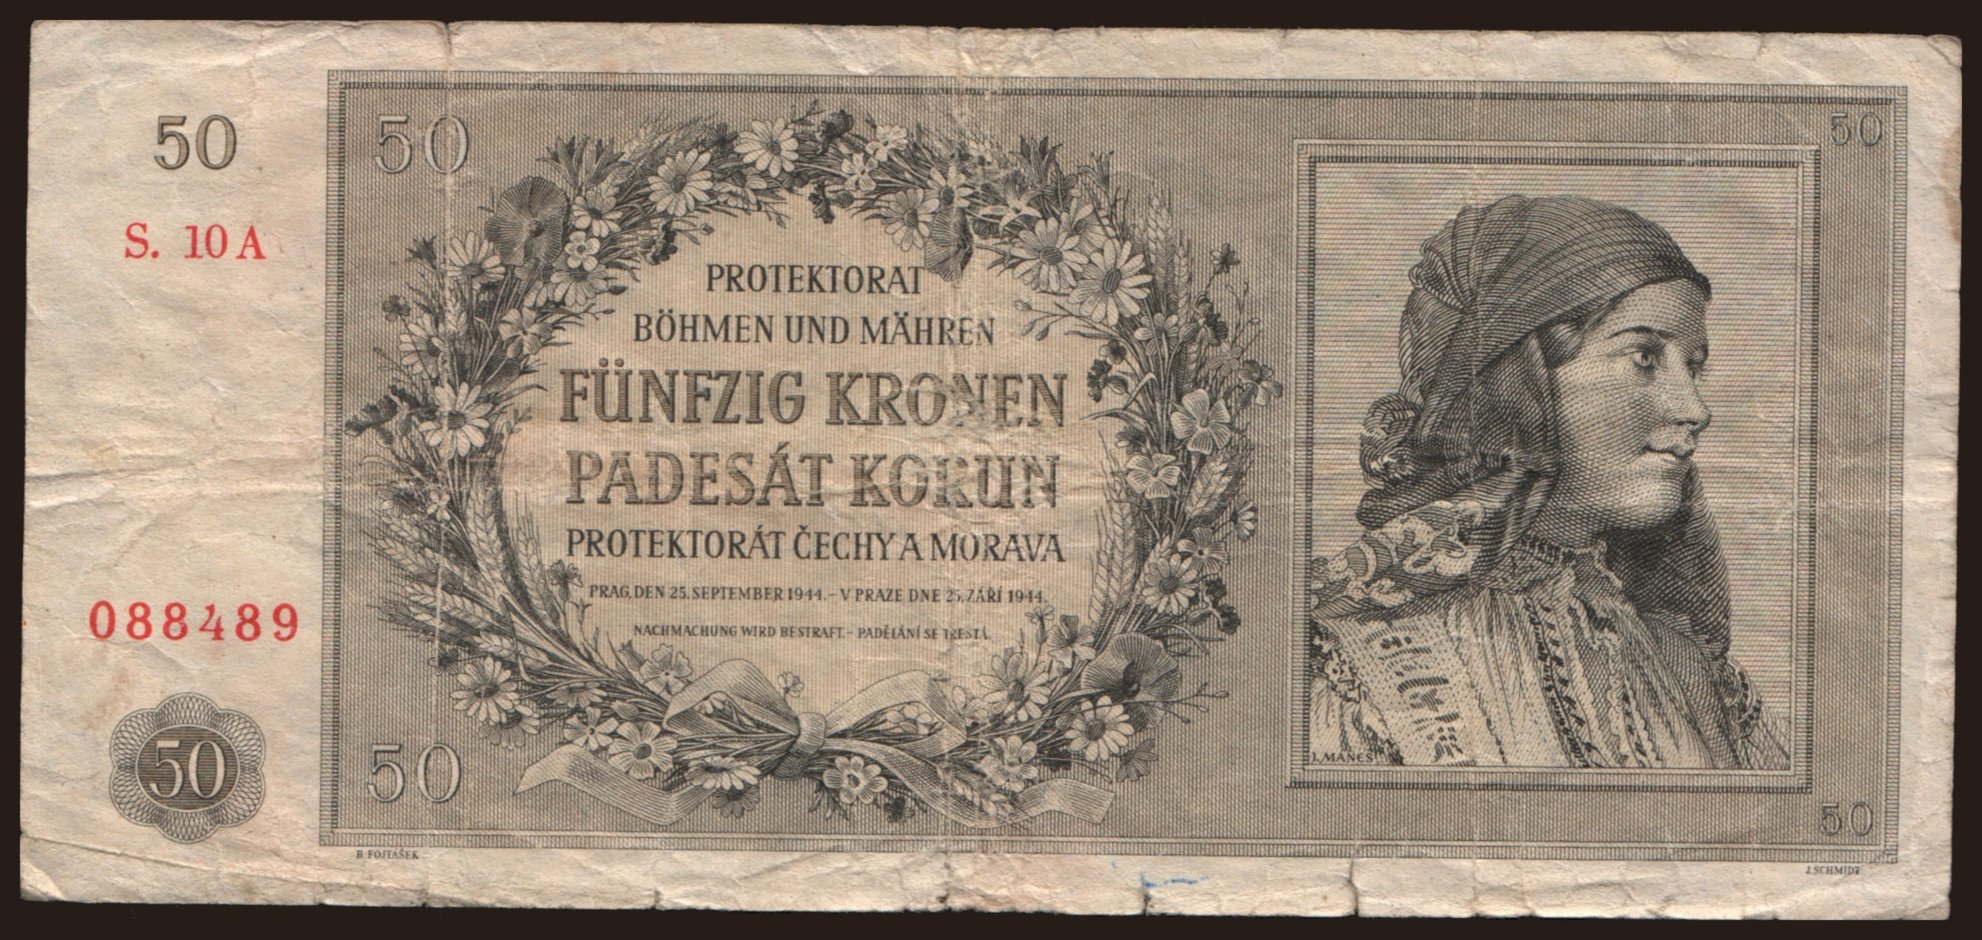 50
S. 10 A
088489
50
50
50
PROTEKTORAT
BÖHMEN UND MÄHREN
FÜNFZIG KRONEN
PADESÁT KORUN
PROTEKTORÁT ČECHY A MORAVA
PRAG, DEN 25. SEPTEMBER 1944. – V PRAZE DNE 25. ZÁŘÍ 1944.
NACHMACHUNG WIRD BESTRAFT. – PADĚLÁNÍ SE TRESTÁ.
50
50
J. MANES
B. FOJTÁŠEK
J. SCHMIDT